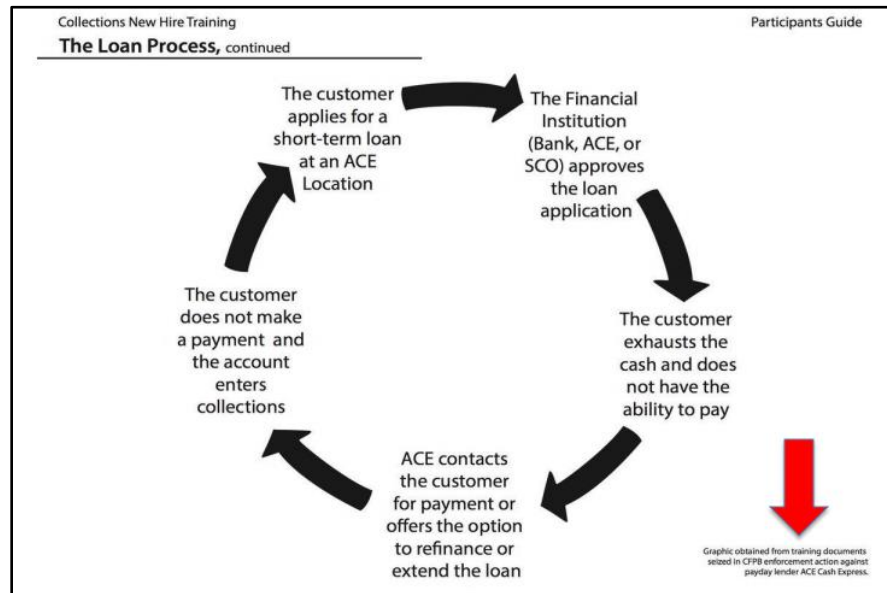 Collections New Hire Training
Participants Guide
The Loan Process, continued
The customer
applies for a
short-term loan
at an ACE
Location
The Financial
Institution
(Bank, ACE, or
SCO) approves
the loan
application
The customer
exhausts the
cash and does
not have the
ability to pay
ACE contacts
the customer
for payment or
offers the option
to refinance or
extend the loan
The customer
does not make
a payment and
the account
enters
collections
Graphic obtained from training documents
seized in CFPB enforcement action against
payday lender ACE Cash Express.